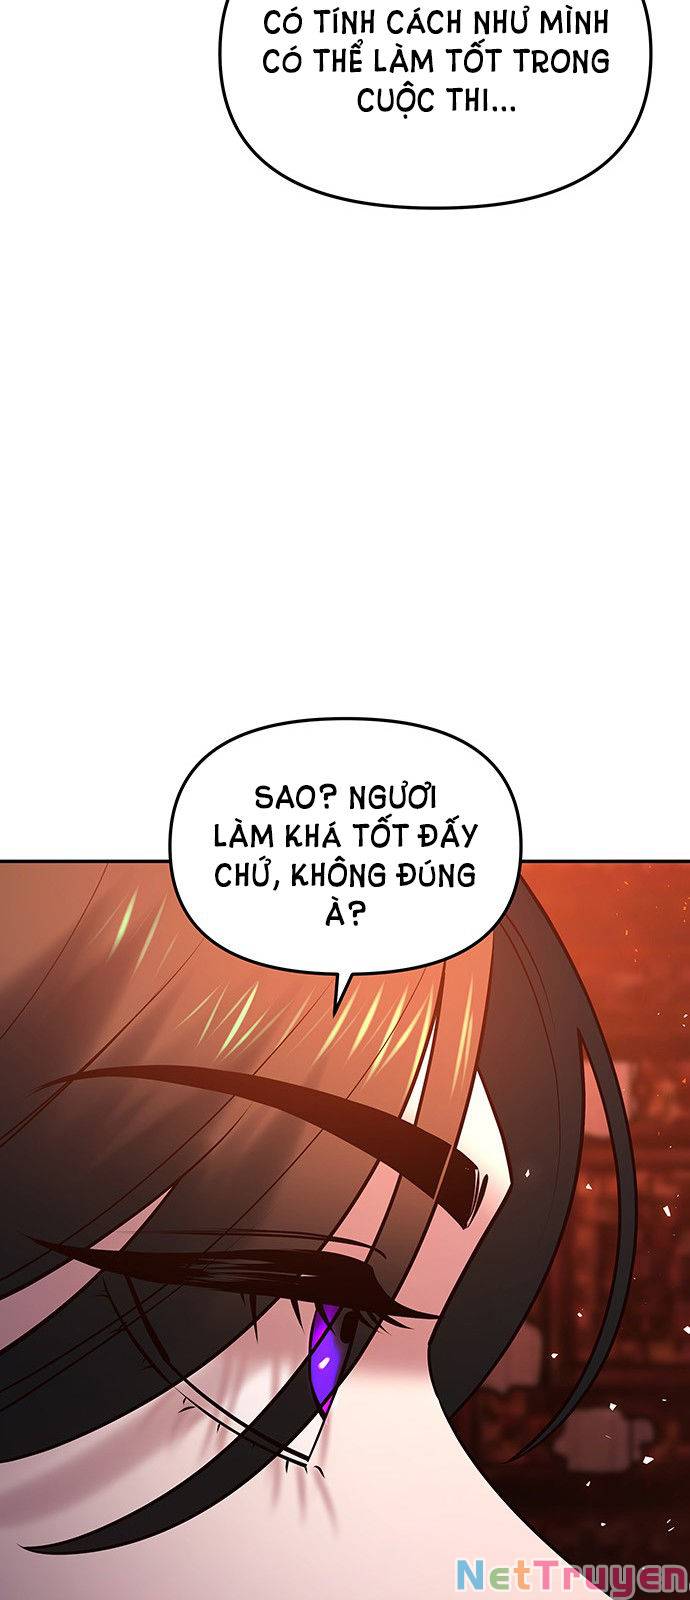 CÓ TÍNH CÁCH NHƯ MÌNH
CÓ THỂ LÀM TỐT TRONG
CUỘC THI...
SAO? NGƯƠI
LÀM KHÁ TỐT ĐẤY
CHỨ, KHÔNG ĐÚNG
À?
NetTruyen